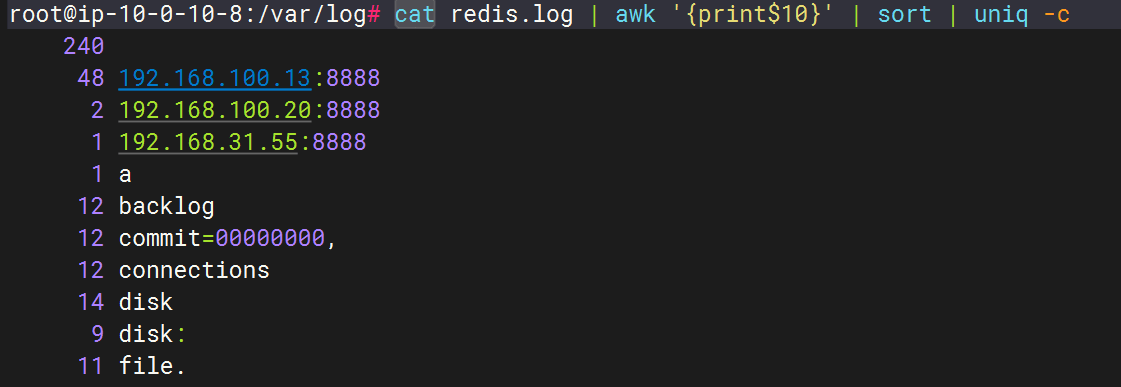 root@ip-10-0-10-8:/var/log# cat redis.log | awk '{print$10}' | sort | uniq -c
240
48 192.168.100.13:8888
2 192.168.100.20:8888
1 192.168.31.55:8888
1 a
12 backlog
12 commit=00000000,
12 connections
14 disk
9 disk:
11 file.